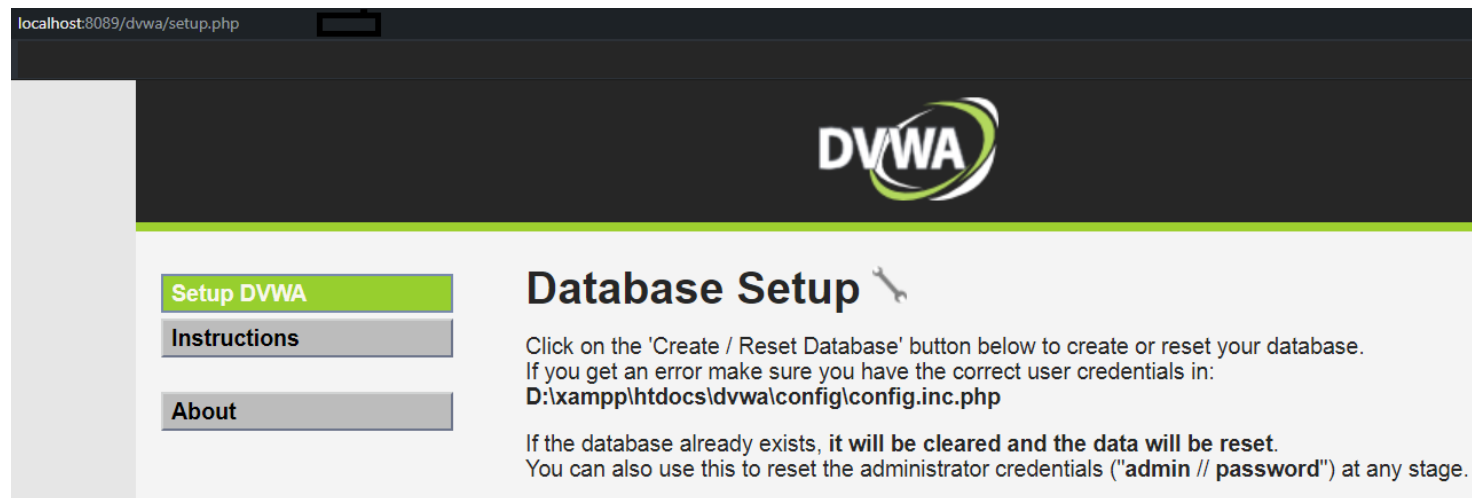 localhost:8089/dvwa/setup.php
DVWA
Setup DVWA
Instructions
About
Database Setup
Click on the 'Create / Reset Database' button below to create or reset your database.
If you get an error make sure you have the correct user credentials in:
D:\xampp\htdocs\dvwa\config\config.inc.php
If the database already exists, it will be cleared and the data will be reset.
You can also use this to reset the administrator credentials ("admin // password") at any stage.